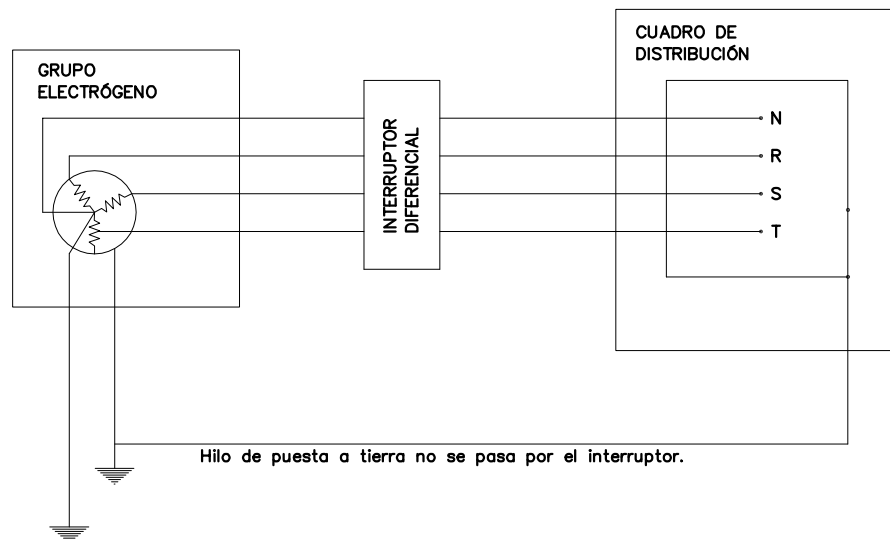 CUADRO DE
DISTRIBUCIÓN
GRUPO
ELECTRÓGENO
INTERRUPTOR
DIFERENCIAL
N
R
S
T
Hilo de puesta a tierra no se pasa por el interruptor.